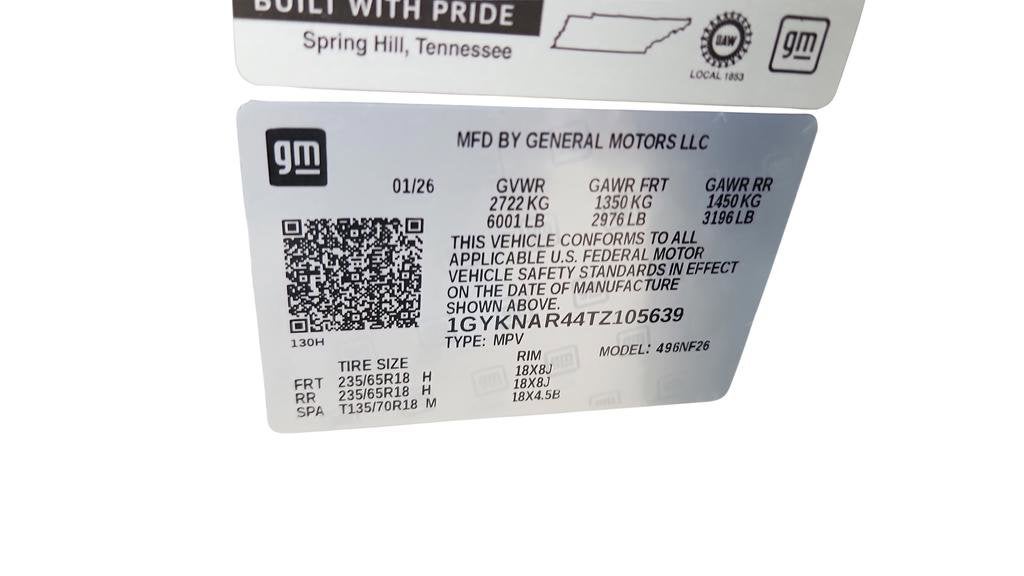 BUILT WITH PRIDE
Spring Hill, Tennessee
UAW
LOCAL 1853
gm
gm
MFD BY GENERAL MOTORS LLC
01/26 GVWR GAWR FRT GAWR RR
2722 KG 1350 KG 1450 KG
6001 LB 2976 LB 3196 LB
THIS VEHICLE CONFORMS TO ALL
APPLICABLE U.S. FEDERAL MOTOR
VEHICLE SAFETY STANDARDS IN EFFECT
ON THE DATE OF MANUFACTURE
SHOWN ABOVE.
1GYKNAR44TZ105639
TYPE: MPV MODEL: 496NF26
130H
TIRE SIZE RIM
FRT 235/65R18 H 18X8J
RR 235/65R18 H 18X8J
SPA T135/70R18 M 18X4.5B